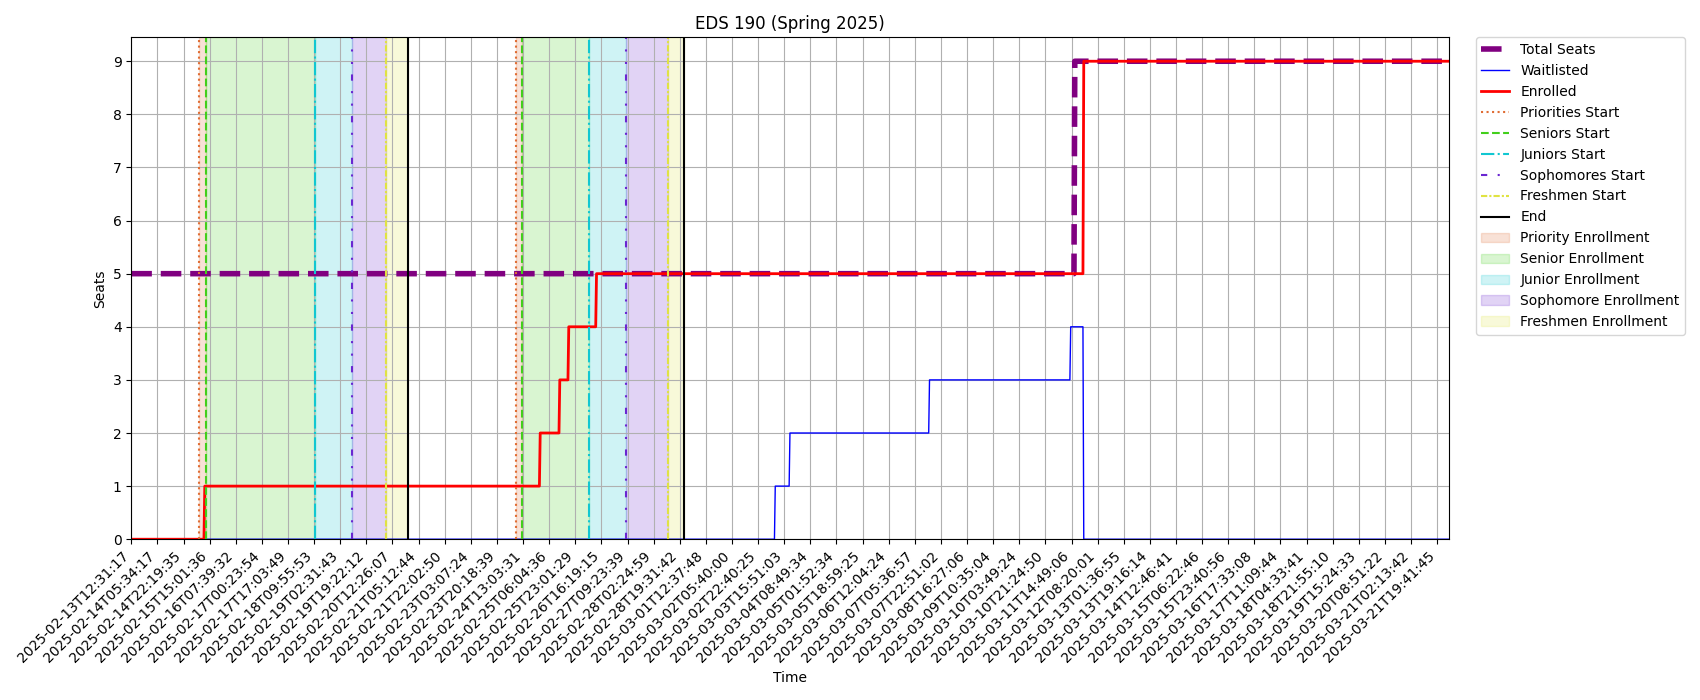 EDS 190 (Spring 2025)
Seats
9
8
7
6
5
4
3
2
1
0
2025-02-13T12:31:17
2025-02-14T05:34:17
2025-02-14T22:19:35
2025-02-15T15:01:36
2025-02-16T07:39:32
2025-02-17T00:23:54
2025-02-17T17:03:49
2025-02-18T09:55:53
2025-02-19T02:31:43
2025-02-19T19:22:12
2025-02-20T12:26:07
2025-02-21T05:12:44
2025-02-21T22:02:50
2025-02-23T03:07:24
2025-02-23T20:18:39
2025-02-24T13:03:31
2025-02-25T06:04:36
2025-02-25T23:01:29
2025-02-26T16:19:15
2025-02-27T09:23:39
2025-02-28T02:24:59
2025-02-28T19:31:42
2025-03-01T12:37:48
2025-03-02T05:40:00
2025-03-02T22:40:25
2025-03-03T15:51:03
2025-03-04T08:49:34
2025-03-05T01:52:34
2025-03-05T18:59:25
2025-03-06T12:04:24
2025-03-07T05:36:57
2025-03-07T22:51:02
2025-03-08T16:27:06
2025-03-09T10:35:04
2025-03-10T03:49:24
2025-03-10T21:24:50
2025-03-11T14:49:06
2025-03-12T08:20:01
2025-03-13T01:36:55
2025-03-13T19:16:14
2025-03-14T12:46:41
2025-03-15T06:22:46
2025-03-15T23:40:56
2025-03-16T17:33:08
2025-03-17T11:09:44
2025-03-18T04:33:41
2025-03-18T21:55:10
2025-03-19T15:24:33
2025-03-20T08:51:22
2025-03-21T02:13:42
2025-03-21T19:41:45
Time
Total Seats
Waitlisted
Enrolled
Priorities Start
Seniors Start
Juniors Start
Sophomores Start
Freshmen Start
End
Priority Enrollment
Senior Enrollment
Junior Enrollment
Sophomore Enrollment
Freshmen Enrollment